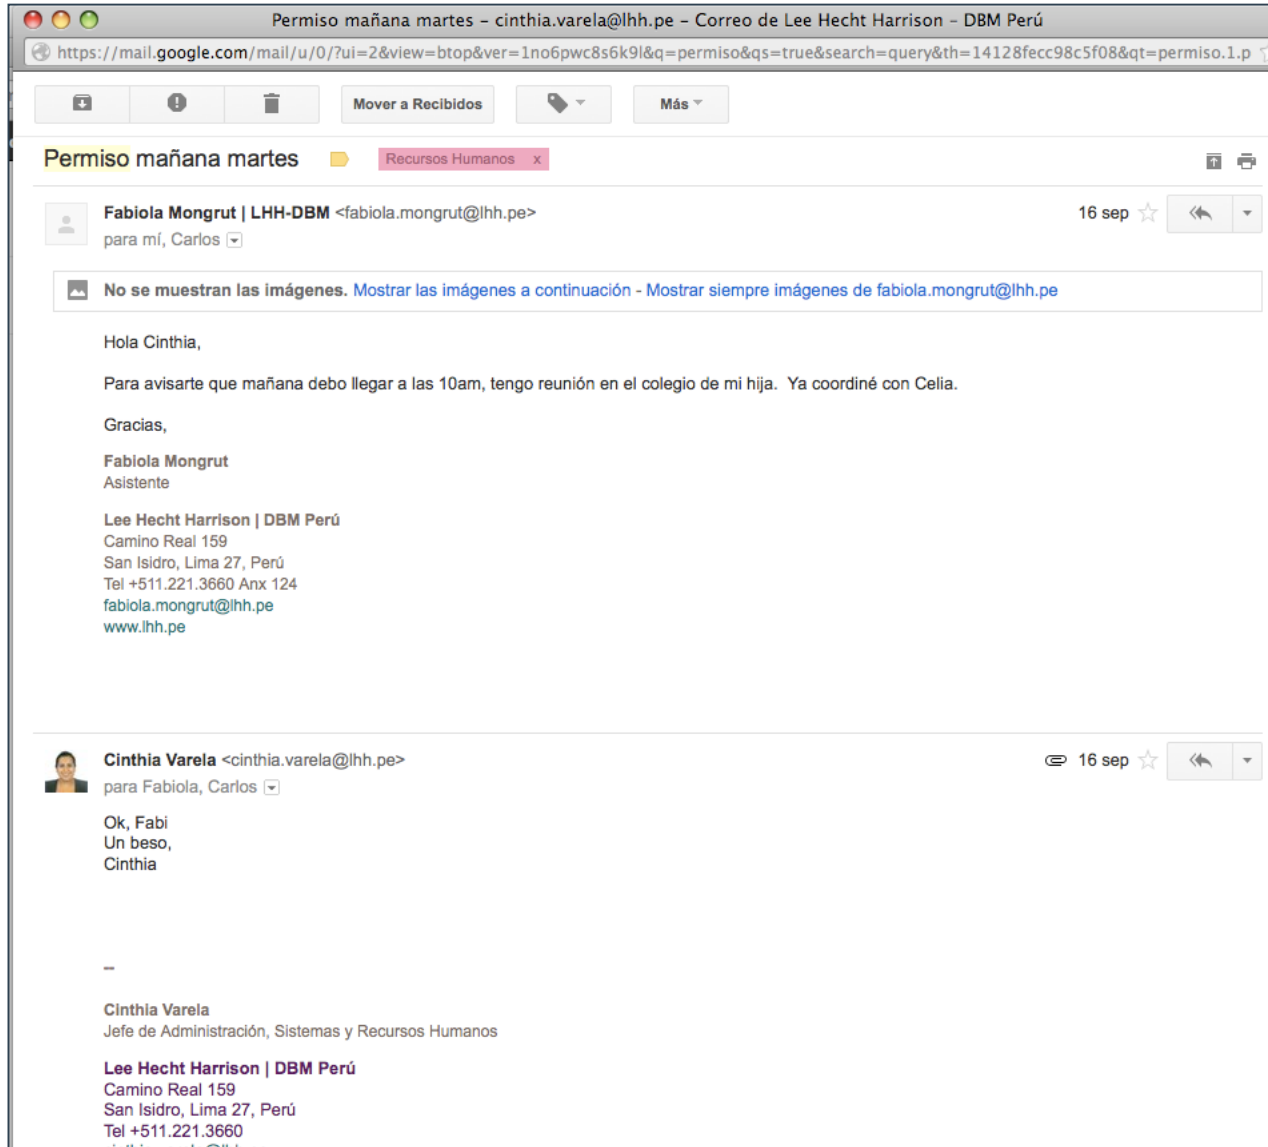 Permiso mañana martes – cinthia.varela@lhh.pe – Correo de Lee Hecht Harrison – DBM Perú
https://mail.google.com/mail/u/0/?ui=2&view=btop&ver=1no6pwc8s6k9l&q=permiso&qs=true&search=query&th=14128fecc98c5f08&qt=permiso.1.p
Mover a Recibidos Más
Permiso mañana martes Recursos Humanos x
Fabiola Mongrut | LHH-DBM <fabiola.mongrut@lhh.pe> 16 sep
para mí, Carlos
No se muestran las imágenes. Mostrar las imágenes a continuación - Mostrar siempre imágenes de fabiola.mongrut@lhh.pe
Hola Cinthia,
Para avisarte que mañana debo llegar a las 10am, tengo reunión en el colegio de mi hija. Ya coordiné con Celia.
Gracias,
Fabiola Mongrut
Asistente
Lee Hecht Harrison | DBM Perú
Camino Real 159
San Isidro, Lima 27, Perú
Tel +511.221.3660 Anx 124
fabiola.mongrut@lhh.pe
www.lhh.pe
Cinthia Varela <cinthia.varela@lhh.pe> 16 sep
para Fabiola, Carlos
Ok, Fabi
Un beso,
Cinthia
--
Cinthia Varela
Jefe de Administración, Sistemas y Recursos Humanos
Lee Hecht Harrison | DBM Perú
Camino Real 159
San Isidro, Lima 27, Perú
Tel +511.221.3660